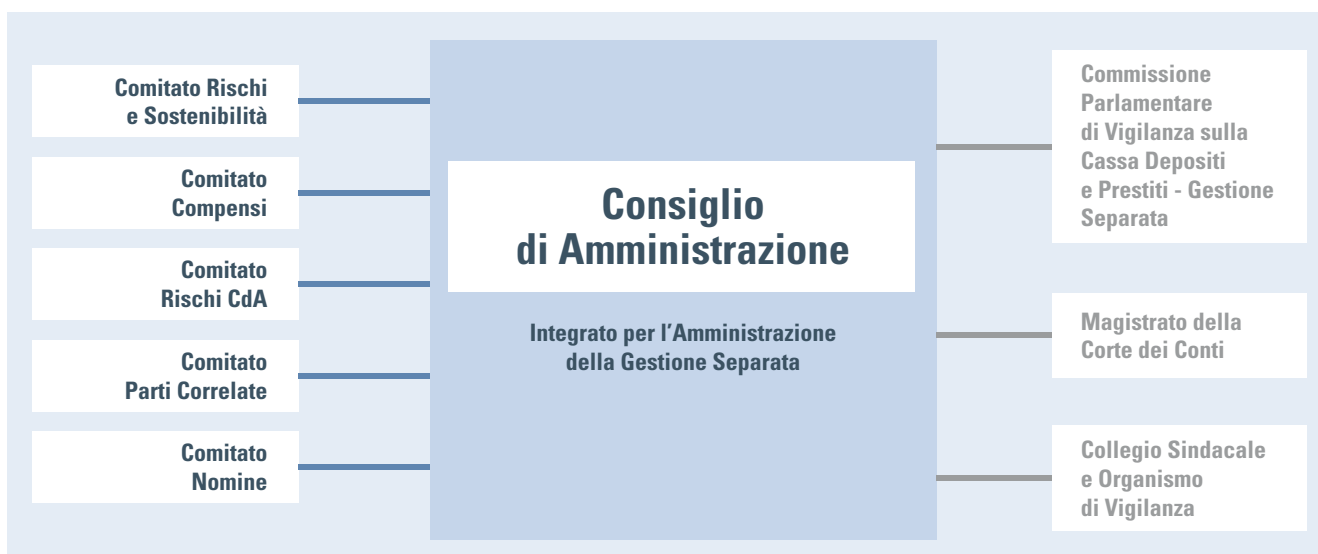 Comitato Rischi
e Sostenibilità
Comitato
Compensi
Comitato
Rischi CdA
Comitato
Parti Correlate
Comitato
Nomine
Consiglio
di Amministrazione
Integrato per l’Amministrazione
della Gestione Separata
Commissione
Parlamentare
di Vigilanza sulla
Cassa Depositi
e Prestiti - Gestione
Separata
Magistrato della
Corte dei Conti
Collegio Sindacale
e Organismo
di Vigilanza